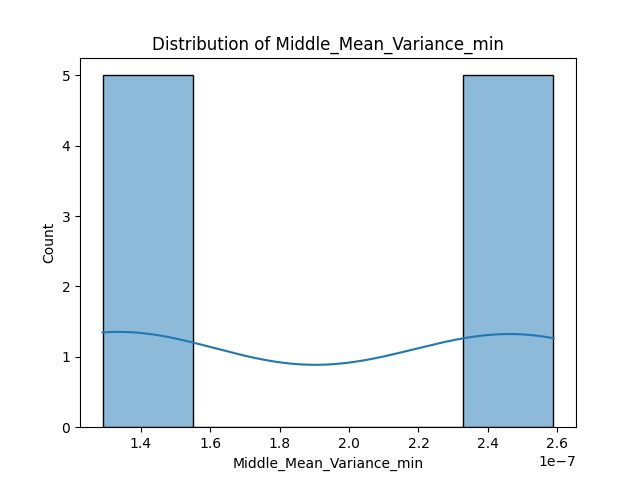 Distribution of Middle_Mean_Variance_min
Count
5
4
3
2
1
0
1.4 1.6 1.8 2.0 2.2 2.4 2.6
1e−7
Middle_Mean_Variance_min